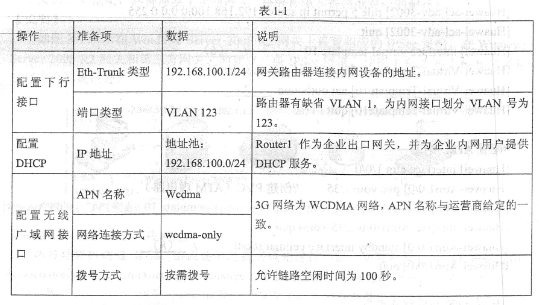 表 1-1
操作 准备项 数据 说明
配置下行接口
Eth-Trunk 类型 192.168.100.1/24 网关路由器连接内网设备的地址。
端口类型 VLAN 123 路由器有缺省 VLAN 1，为内网接口划分 VLAN 号为 123。
配置 DHCP
IP 地址 地址池：192.168.100.0/24 Router1 作为企业出口网关，并为企业内网用户提供 DHCP 服务。
配置无线广域网接口
APN 名称 Wcdma 3G 网络为 WCDMA 网络，APN 名称与运营商给定的一致。
网络连接方式 wcdma-only
拨号方式 按需拨号 允许链路空闲时间为 100 秒。